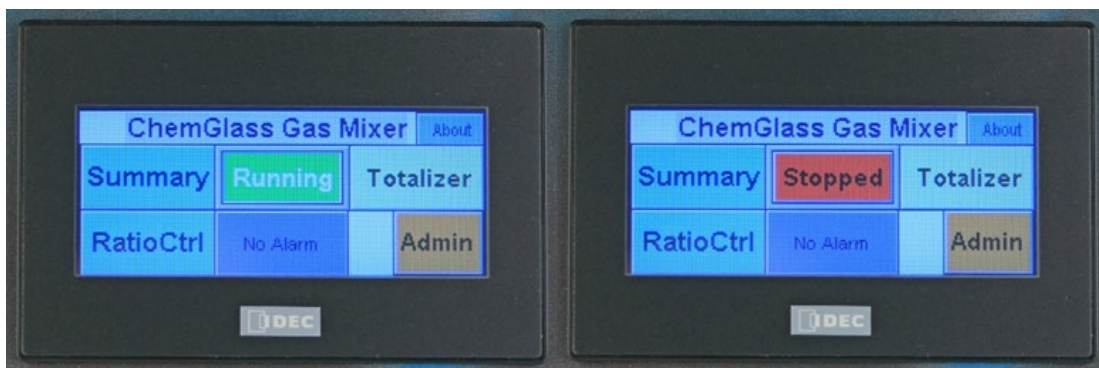 ChemGlass Gas Mixer About
Summary Running Totalizer
RatioCtrl No Alarm Admin
IDEC
ChemGlass Gas Mixer About
Summary Stopped Totalizer
RatioCtrl No Alarm Admin
IDEC